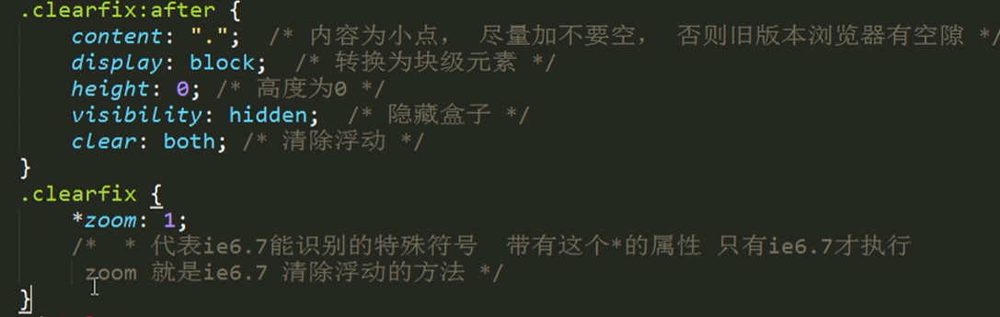 .clearfix:after {
content: "."; /* 内容为小点， 尽量加不要空， 否则旧版本浏览器有空隙 */
display: block; /* 转换为块级元素 */
height: 0; /* 高度为0 */
visibility: hidden; /* 隐藏盒子 */
clear: both; /* 清除浮动 */
}
.clearfix {
*zoom: 1;
/* * 代表ie6.7能识别的特殊符号 带有这个*的属性 只有ie6.7才执行
zoom 就是ie6.7 清除浮动的方法 */
}